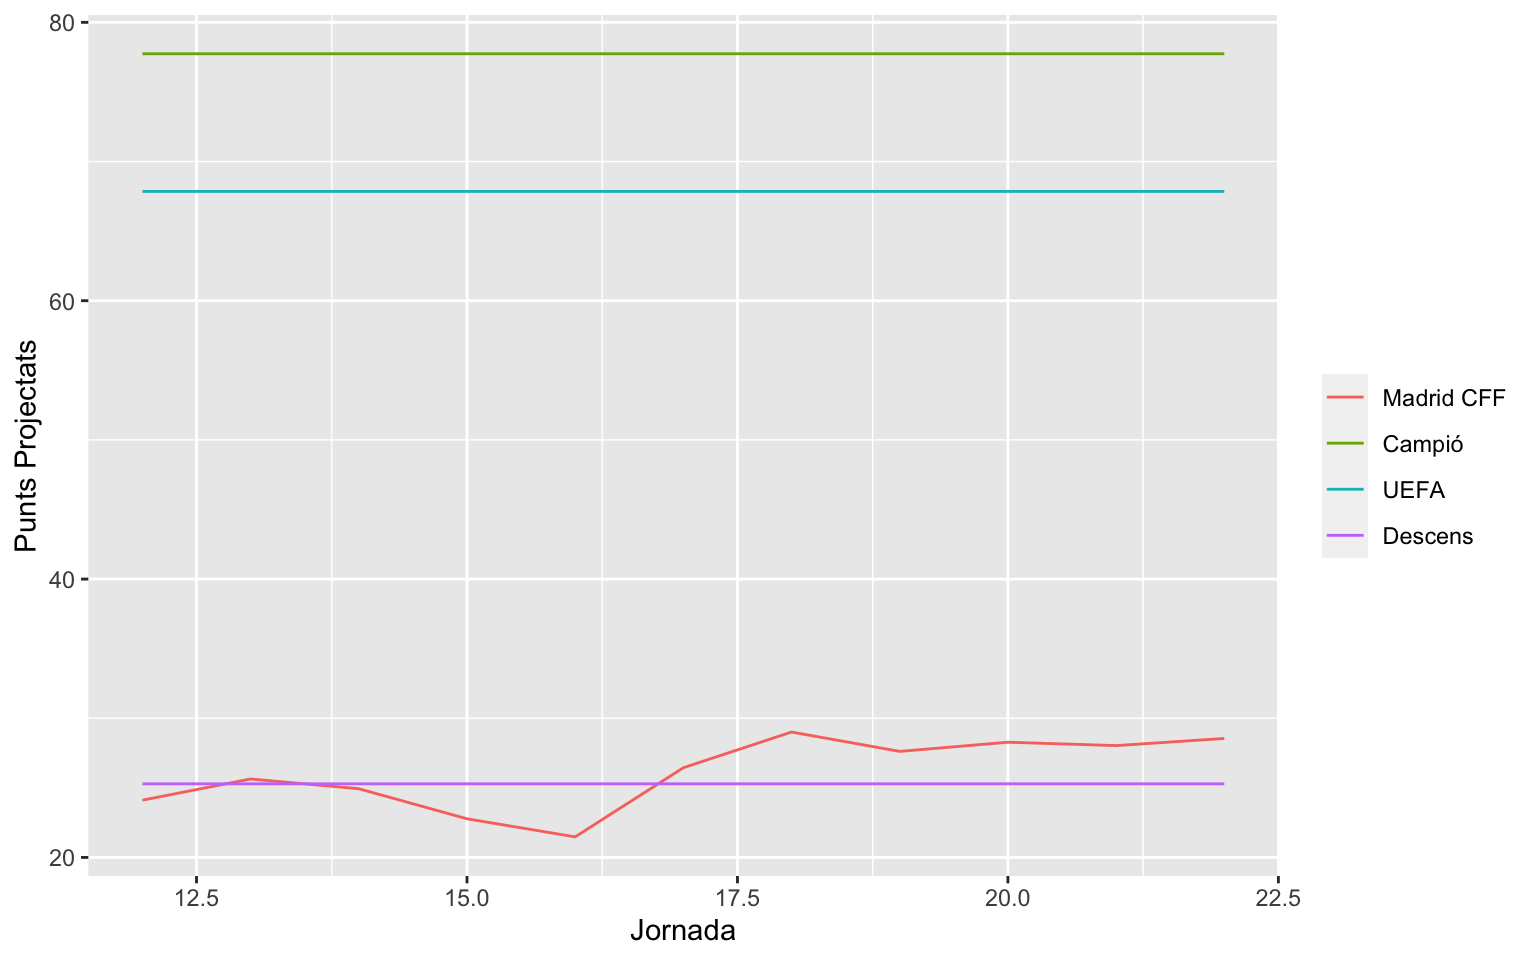 80
60
40
20
Punts Projectats
12.5 15.0 17.5 20.0 22.5
Jornada
Madrid CFF
Campió
UEFA
Descens